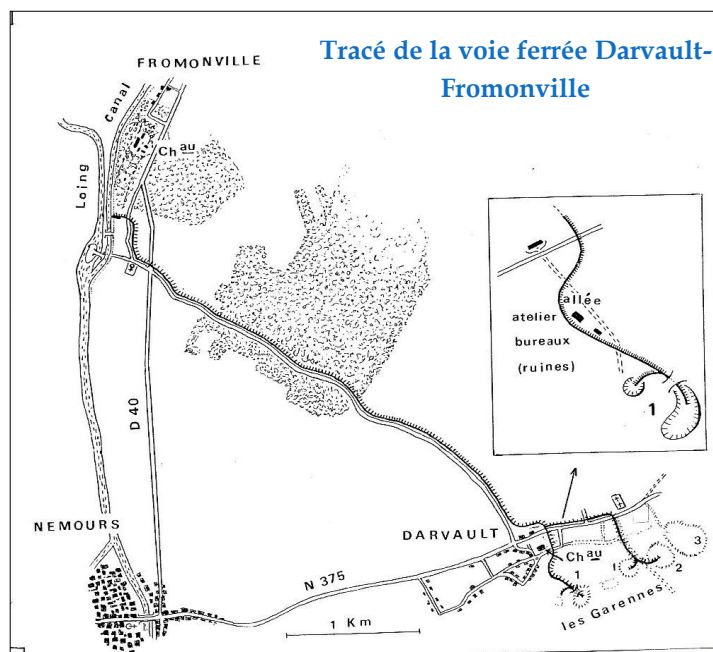 Tracé de la voie ferrée Darvault-
Fromonville
FROMONVILLE
Canal
Loing
Chau
allée
atelier
bureaux
(ruines)
1
D 40
NEMOURS
DARVAULT
N 375
Chau
1
1
2
3
les Garennes
1 Km